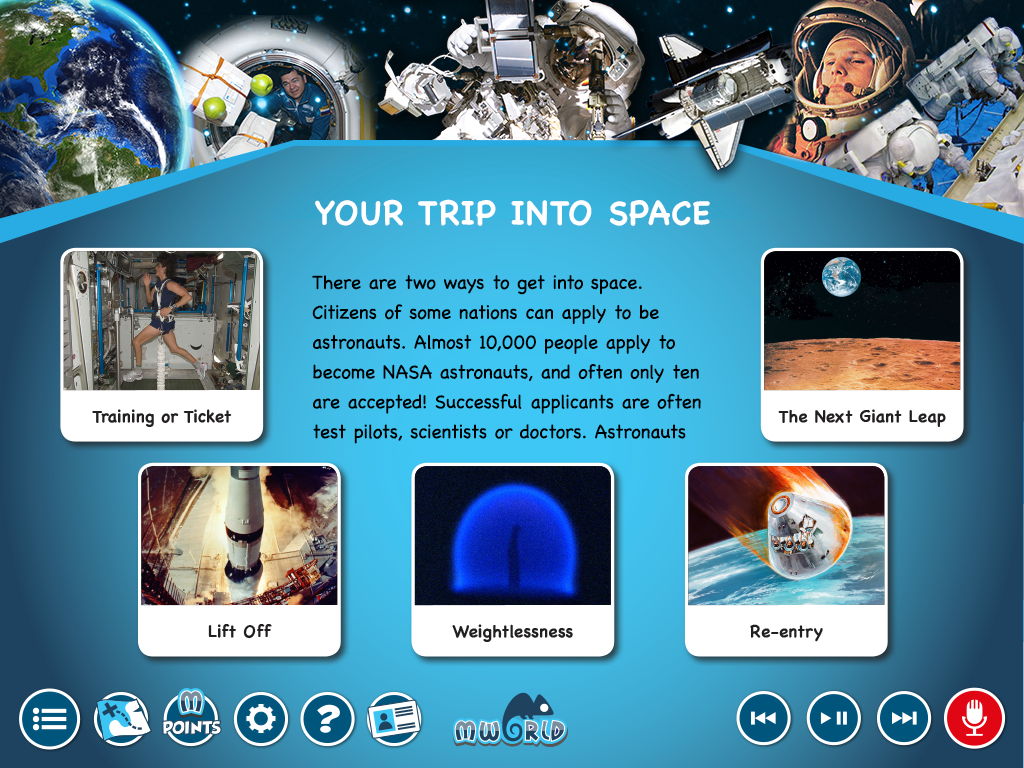 YOUR TRIP INTO SPACE
There are two ways to get into space.
Citizens of some nations can apply to be
astronauts. Almost 10,000 people apply to
become NASA astronauts, and often only ten
are accepted! Successful applicants are often
test pilots, scientists or doctors. Astronauts
Training or Ticket
The Next Giant Leap
Lift Off
Weightlessness
Re-entry
M
POINTS
?
MWORLD